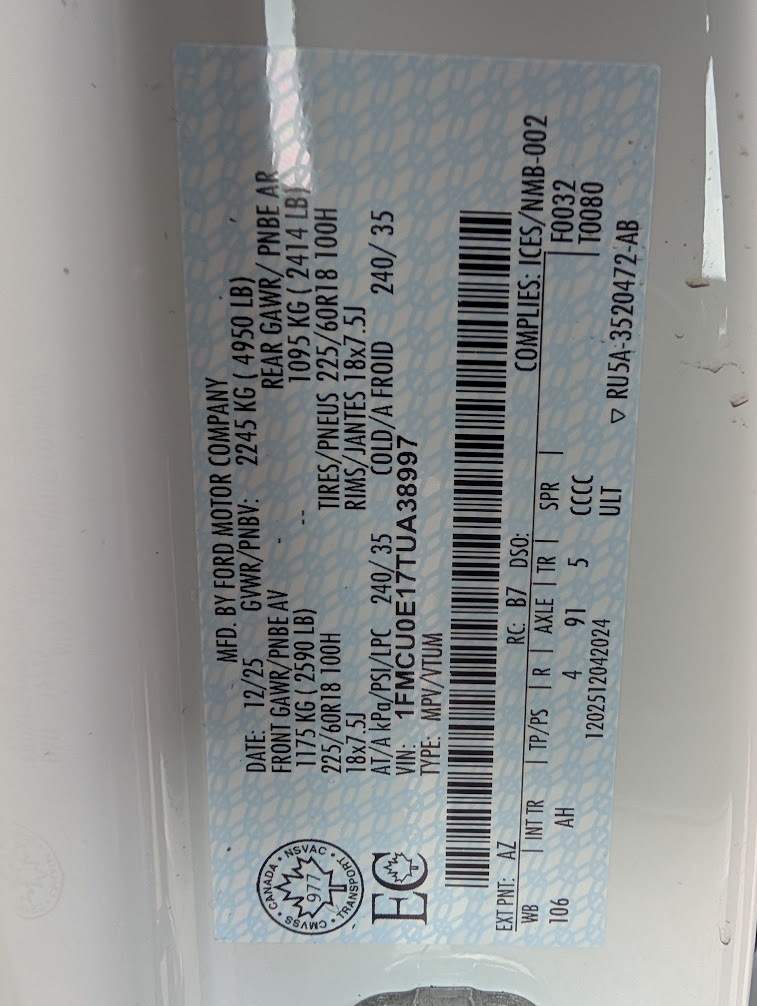 MFD. BY FORD MOTOR COMPANY
DATE: 12/25 GVWR/PNBV: 2245 KG ( 4950 LB)
FRONT GAWR/PNBE AV REAR GAWR/ PNBE AR
1175 KG ( 2590 LB) -- 1095 KG ( 2414 LB)
225/60R18 100H TIRES/PNEUS 225/60R18 100H
18x7.5J RIMS/JANTES 18x7.5J
AT/A kPa/PSI/LPC 240/ 35 COLD/A FROID 240/ 35
VIN: 1FMCU0E17TUA38997
TYPE: MPV/VTUM
CANADA • NSVAC • TRANSPORT • CMVSS •
977
EC
EXT PNT: AZ RC: B7 DSO: COMPLIES: ICES/NMB-002
WB | INT TR | TP/PS | R | AXLE | TR | SPR | F0032
106 AH 4 91 5 CCCC T0080
1202512042024 ULT
▽ RU5A-3520472-AB